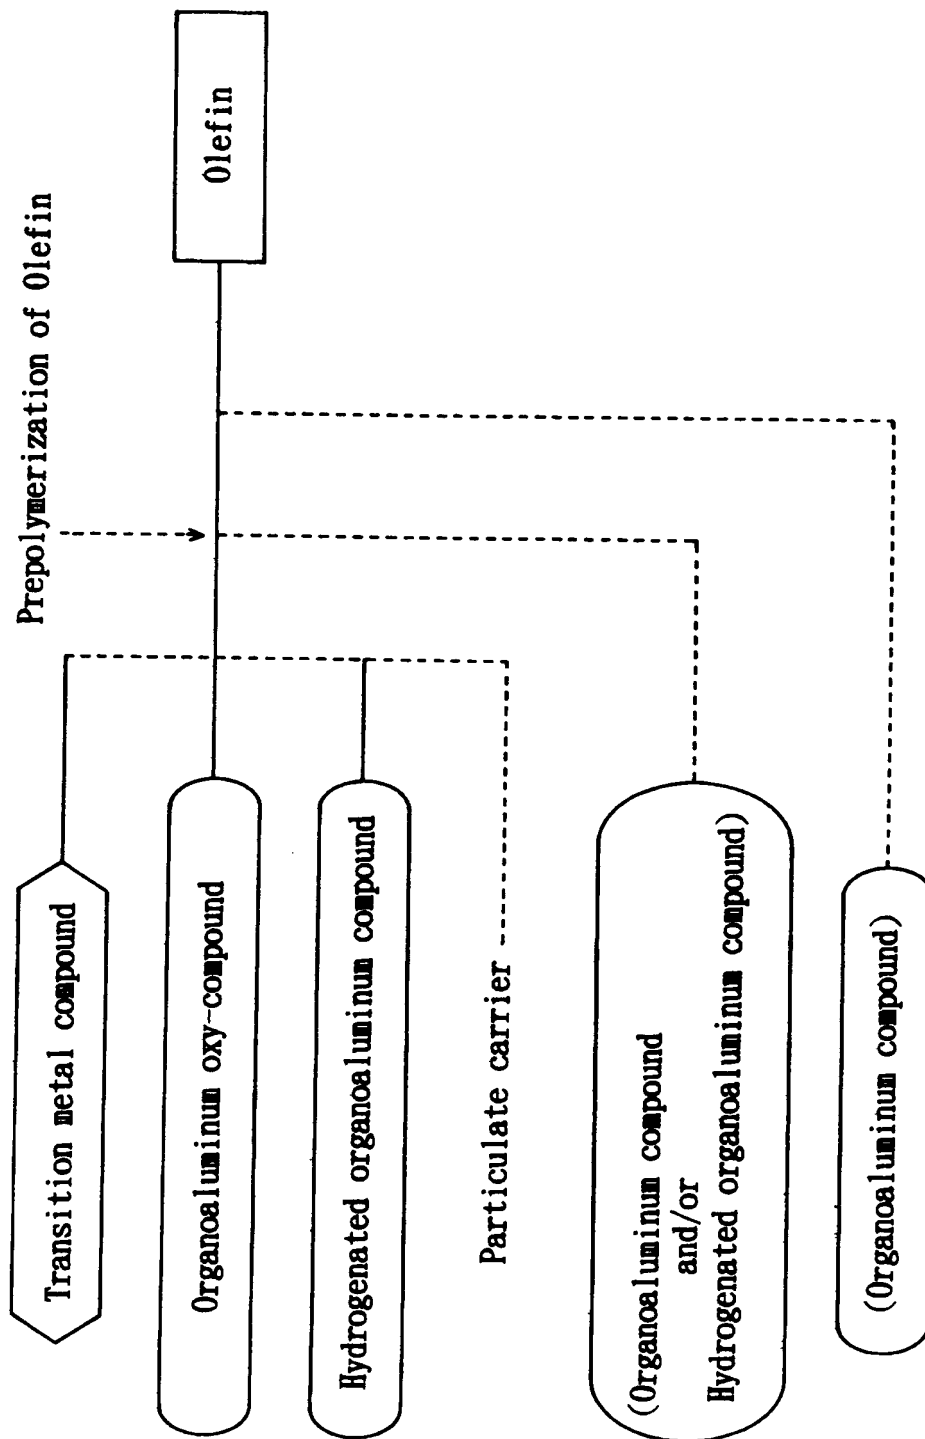 Prepolymerization of Olefin
Olefin
Transition metal compound
Organoaluminum oxy-compound
Hydrogenated organoaluminum compound
Particulate carrier
(Organoaluminum compound
and/or
Hydrogenated organoaluminum compound)
(Organoaluminum compound)